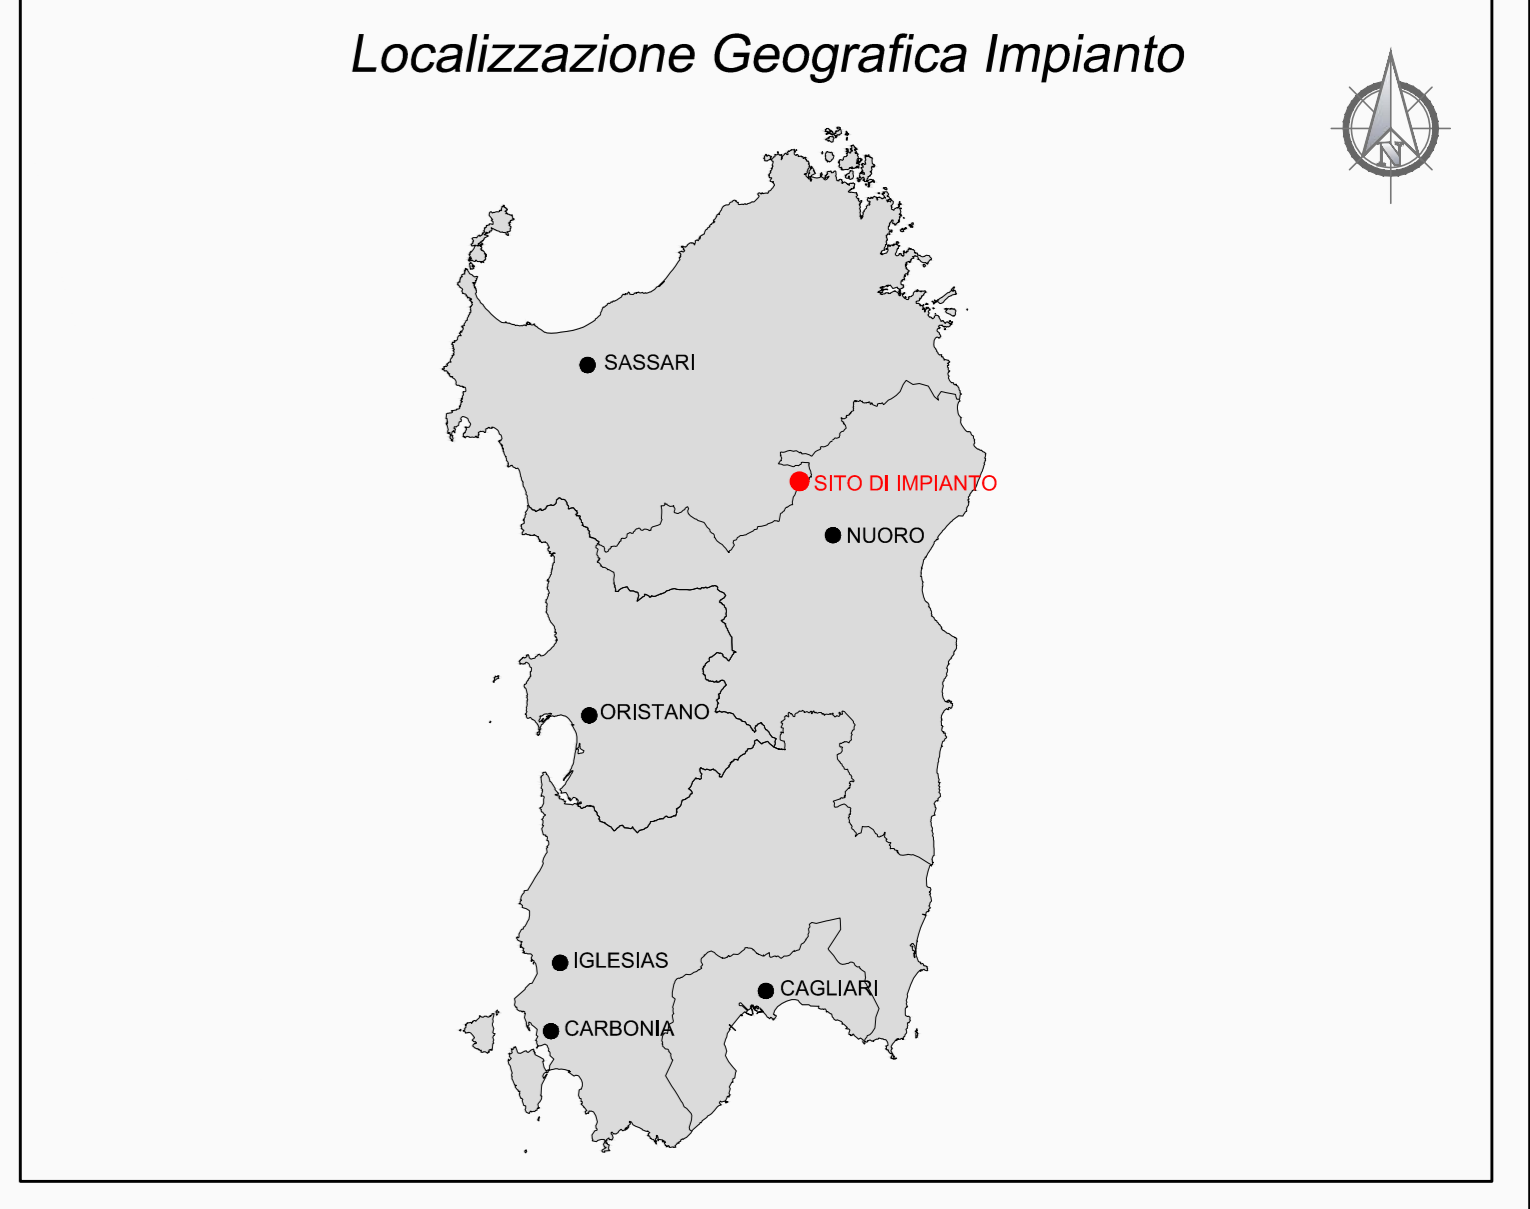 Localizzazione Geografica Impianto
N
SASSARI
SITO DI IMPIANTO
NUORO
ORISTANO
IGLESIAS
CAGLIARI
CARBONIA